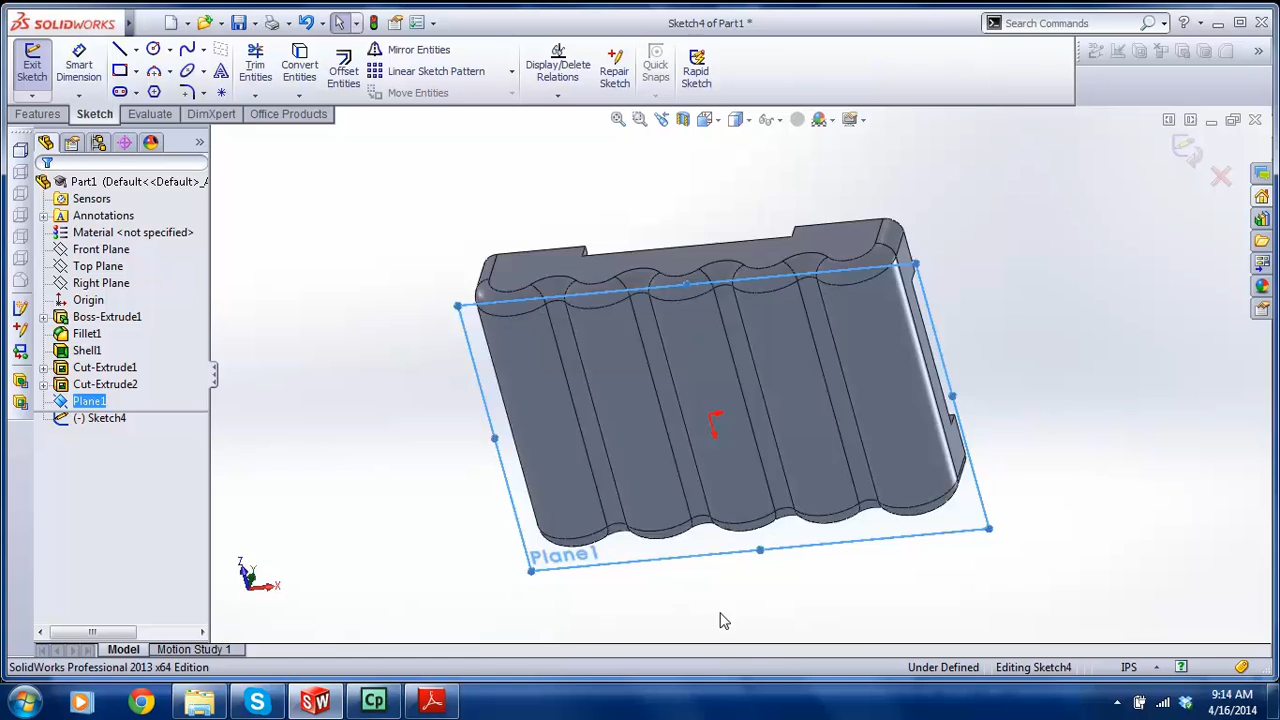 SOLIDWORKS
Sketch4 of Part1 *
Search Commands
?
Exit Sketch
Smart Dimension
Trim Entities
Convert Entities
Offset Entities
Mirror Entities
Linear Sketch Pattern
Move Entities
Display/Delete Relations
Repair Sketch
Quick Snaps
Rapid Sketch
Features
Sketch
Evaluate
DimXpert
Office Products
Part1 (Default<<Default>_A
Sensors
Annotations
Material <not specified>
Front Plane
Top Plane
Right Plane
Origin
Boss-Extrude1
Fillet1
Shell1
Cut-Extrude1
Cut-Extrude2
Plane1
(-) Sketch4
Plane1
Z
Y
X
Model
Motion Study 1
SolidWorks Professional 2013 x64 Edition
Under Defined
Editing Sketch4
IPS
?
SW
Cp
9:14 AM
4/16/2014